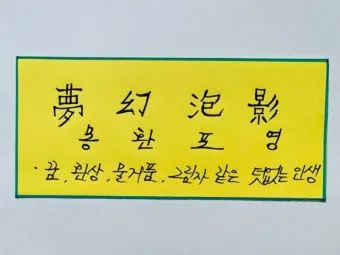 夢 幻 泡 影
몽 환 포 영
· 꿈, 환상, 물거품, 그림자 같은 덧없는 인생